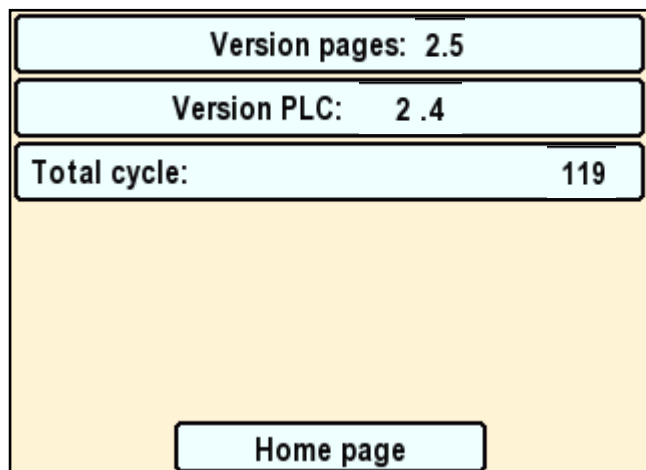 Version pages: 2.5
Version PLC: 2 .4
Total cycle: 119
Home page